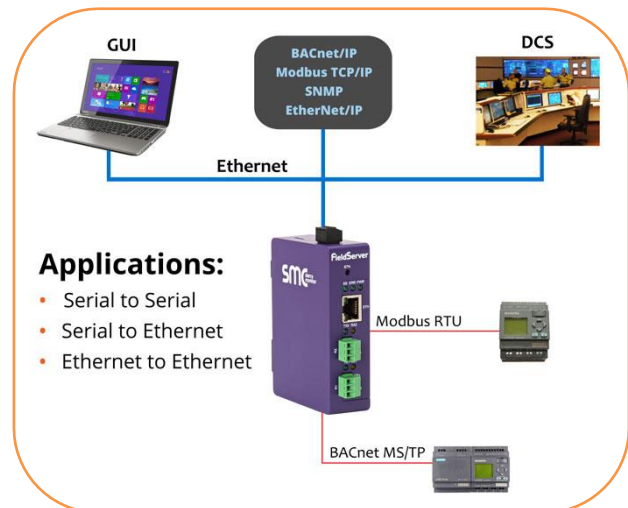 GUI
BACnet/IP
Modbus TCP/IP
SNMP
EtherNet/IP
DCS
Ethernet
FieldServer
SMC
Applications:
• Serial to Serial
• Serial to Ethernet
• Ethernet to Ethernet
Modbus RTU
BACnet MS/TP